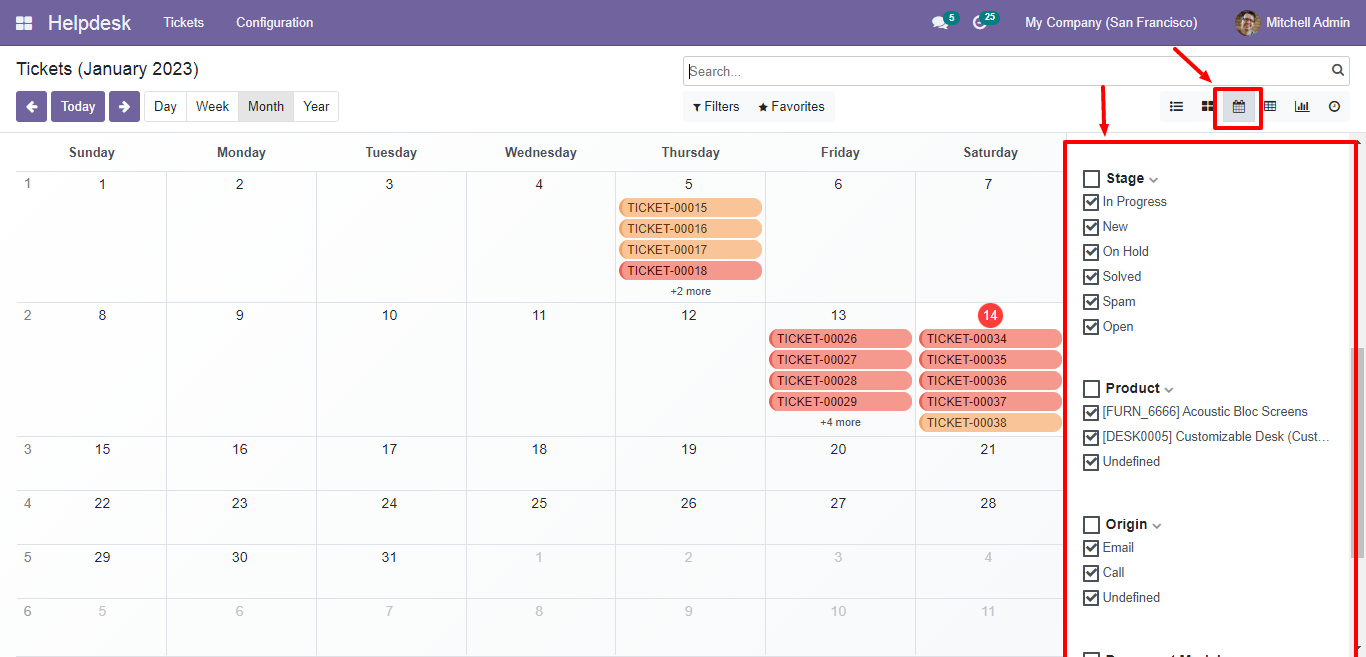 Helpdesk Tickets Configuration 5 25 My Company (San Francisco) Mitchell Admin
Tickets (January 2023)
Search...
Today Day Week Month Year
Filters Favorites
Sunday Monday Tuesday Wednesday Thursday Friday Saturday
1 1 2 3 4 5 6 7
TICKET-00015
TICKET-00016
TICKET-00017
TICKET-00018
+2 more
2 8 9 10 11 12 13 14
TICKET-00026 TICKET-00034
TICKET-00027 TICKET-00035
TICKET-00028 TICKET-00036
TICKET-00029 TICKET-00037
+4 more TICKET-00038
3 15 16 17 18 19 20 21
4 22 23 24 25 26 27 28
5 29 30 31 1 2 3 4
6 5 6 7 8 9 10 11
Stage
In Progress
New
On Hold
Solved
Spam
Open
Product
[FURN_6666] Acoustic Bloc Screens
[DESK0005] Customizable Desk (Cust...
Undefined
Origin
Email
Call
Undefined